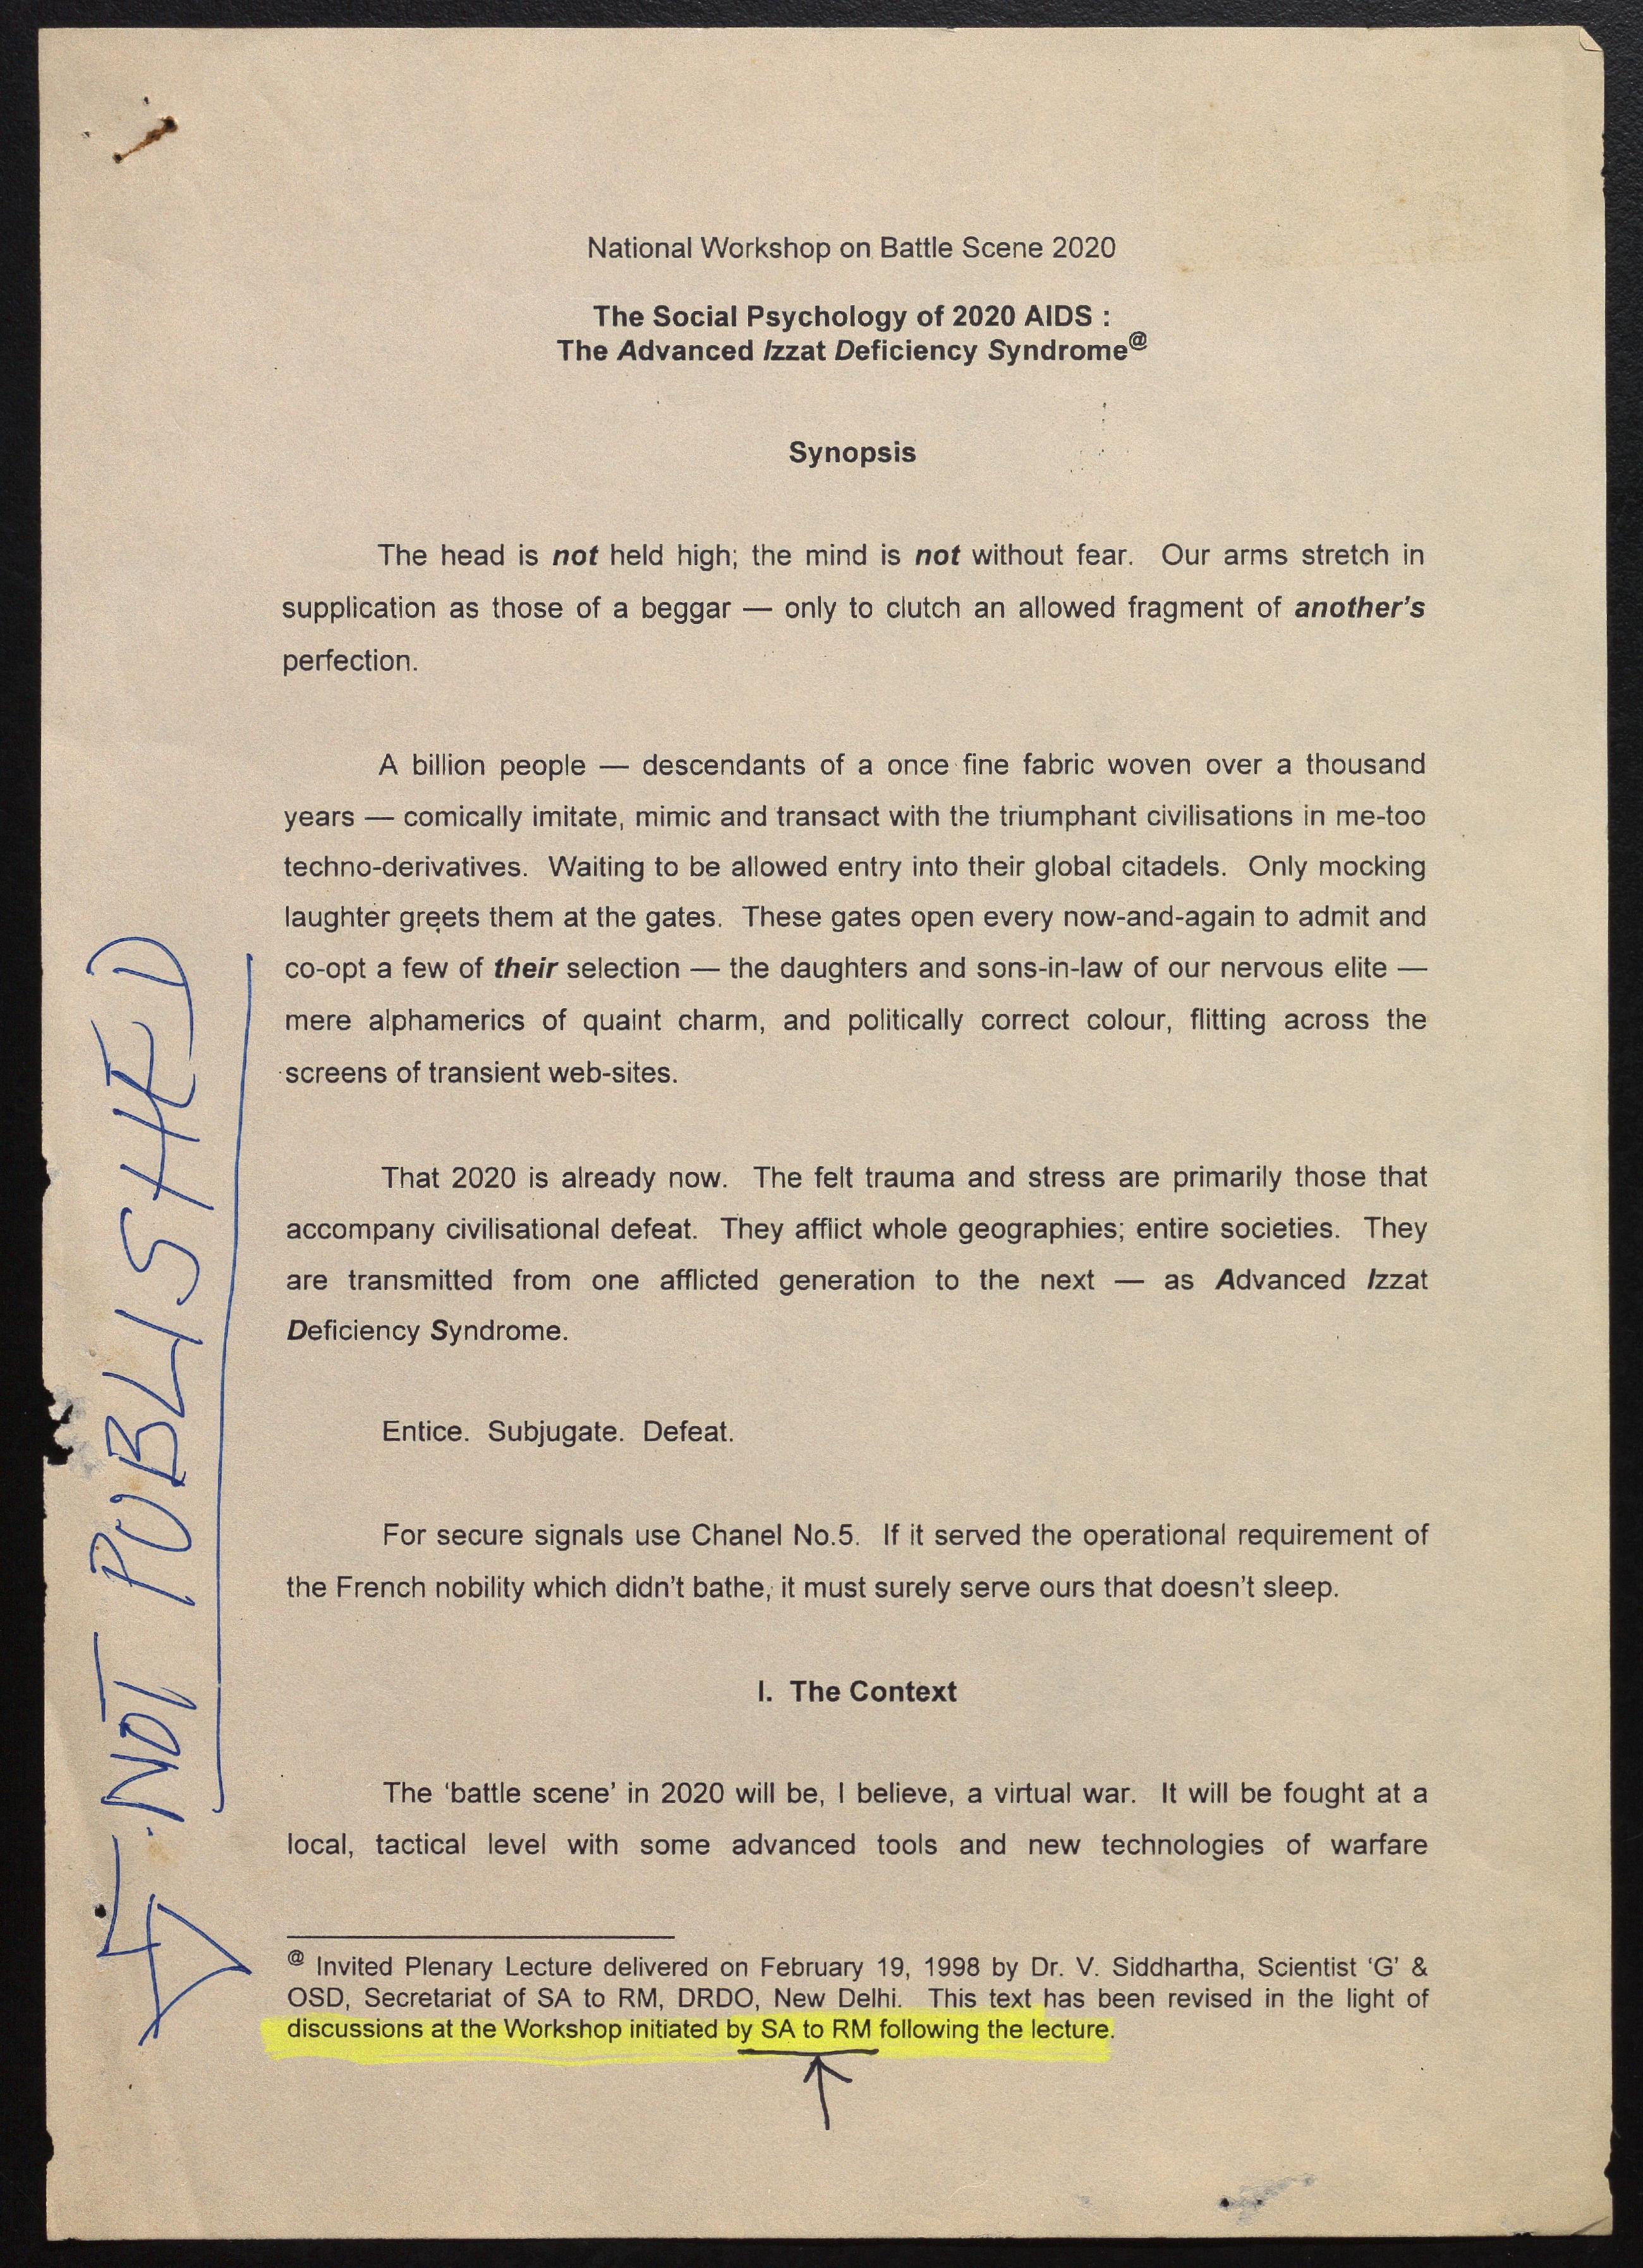 National Workshop on Battle Scene 2020
The Social Psychology of 2020 AIDS :
The Advanced Izzat Deficiency Syndrome@
Synopsis
The head is not held high; the mind is not without fear. Our arms stretch in
supplication as those of a beggar — only to clutch an allowed fragment of another's
perfection.
A billion people — descendants of a once fine fabric woven over a thousand
years — comically imitate, mimic and transact with the triumphant civilisations in me-too
techno-derivatives. Waiting to be allowed entry into their global citadels. Only mocking
laughter greets them at the gates. These gates open every now-and-again to admit and
co-opt a few of their selection — the daughters and sons-in-law of our nervous elite —
mere alphamerics of quaint charm, and politically correct colour, flitting across the
screens of transient web-sites.
That 2020 is already now. The felt trauma and stress are primarily those that
accompany civilisational defeat. They afflict whole geographies; entire societies. They
are transmitted from one afflicted generation to the next — as Advanced Izzat
Deficiency Syndrome.
Entice. Subjugate. Defeat.
For secure signals use Chanel No.5. If it served the operational requirement of
the French nobility which didn't bathe, it must surely serve ours that doesn't sleep.
I. The Context
The 'battle scene' in 2020 will be, I believe, a virtual war. It will be fought at a
local, tactical level with some advanced tools and new technologies of warfare
@ Invited Plenary Lecture delivered on February 19, 1998 by Dr. V. Siddhartha, Scientist 'G' &
OSD, Secretariat of SA to RM, DRDO, New Delhi. This text has been revised in the light of
discussions at the Workshop initiated by SA to RM following the lecture.
NOT PUBLISHED